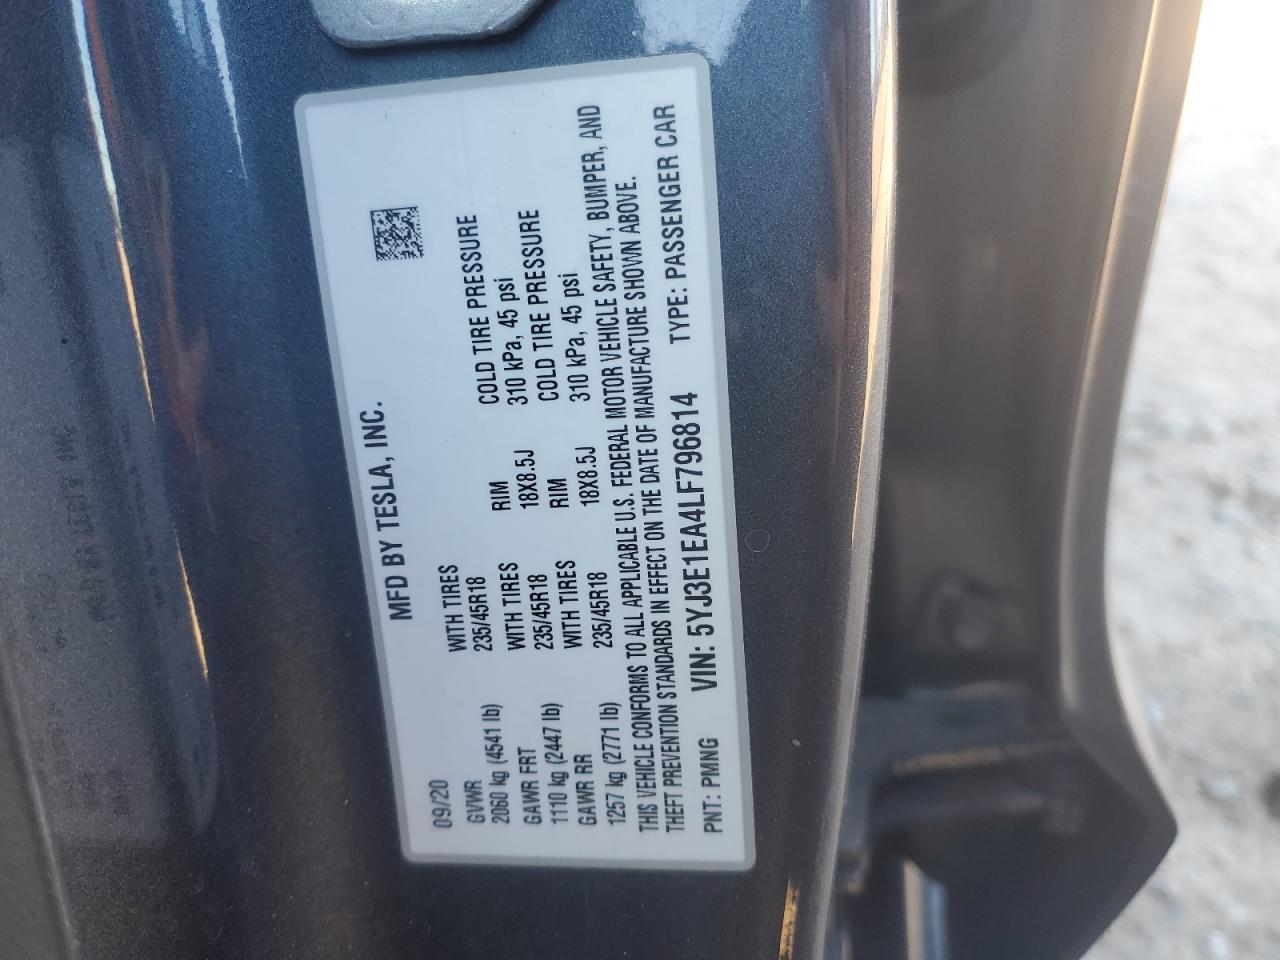 MFD BY TESLA, INC.
09/20
GVWR WITH TIRES RIM COLD TIRE PRESSURE
2060 kg (4541 lb) 235/45R18 18X8.5J 310 kPa, 45 psi
GAWR FRT WITH TIRES RIM COLD TIRE PRESSURE
1110 kg (2447 lb) 235/45R18 18X8.5J 310 kPa, 45 psi
GAWR RR WITH TIRES
1257 kg (2771 lb) 235/45R18
THIS VEHICLE CONFORMS TO ALL APPLICABLE U.S. FEDERAL MOTOR VEHICLE SAFETY, BUMPER, AND
THEFT PREVENTION STANDARDS IN EFFECT ON THE DATE OF MANUFACTURE SHOWN ABOVE.
PNT: PMNG VIN: 5YJ3E1EA4LF796814 TYPE: PASSENGER CAR